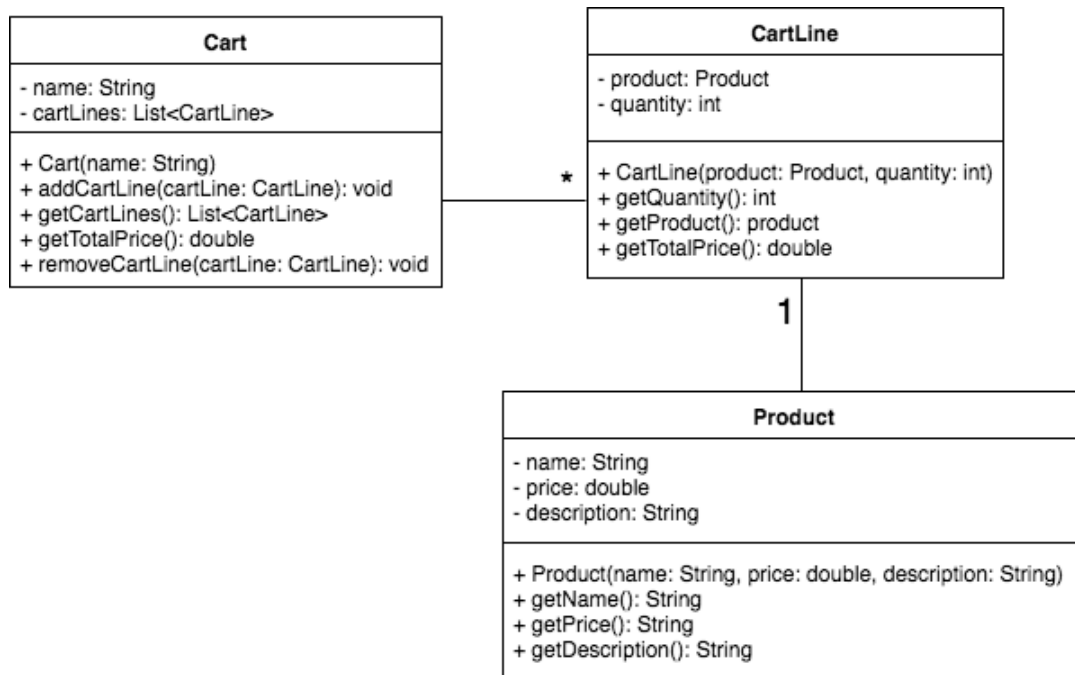 Cart
- name: String
- cartLines: List<CartLine>
+ Cart(name: String)
+ addCartLine(cartLine: CartLine): void
+ getCartLines(): List<CartLine>
+ getTotalPrice(): double
+ removeCartLine(cartLine: CartLine): void
*
CartLine
- product: Product
- quantity: int
+ CartLine(product: Product, quantity: int)
+ getQuantity(): int
+ getProduct(): product
+ getTotalPrice(): double
1
Product
- name: String
- price: double
- description: String
+ Product(name: String, price: double, description: String)
+ getName(): String
+ getPrice(): String
+ getDescription(): String